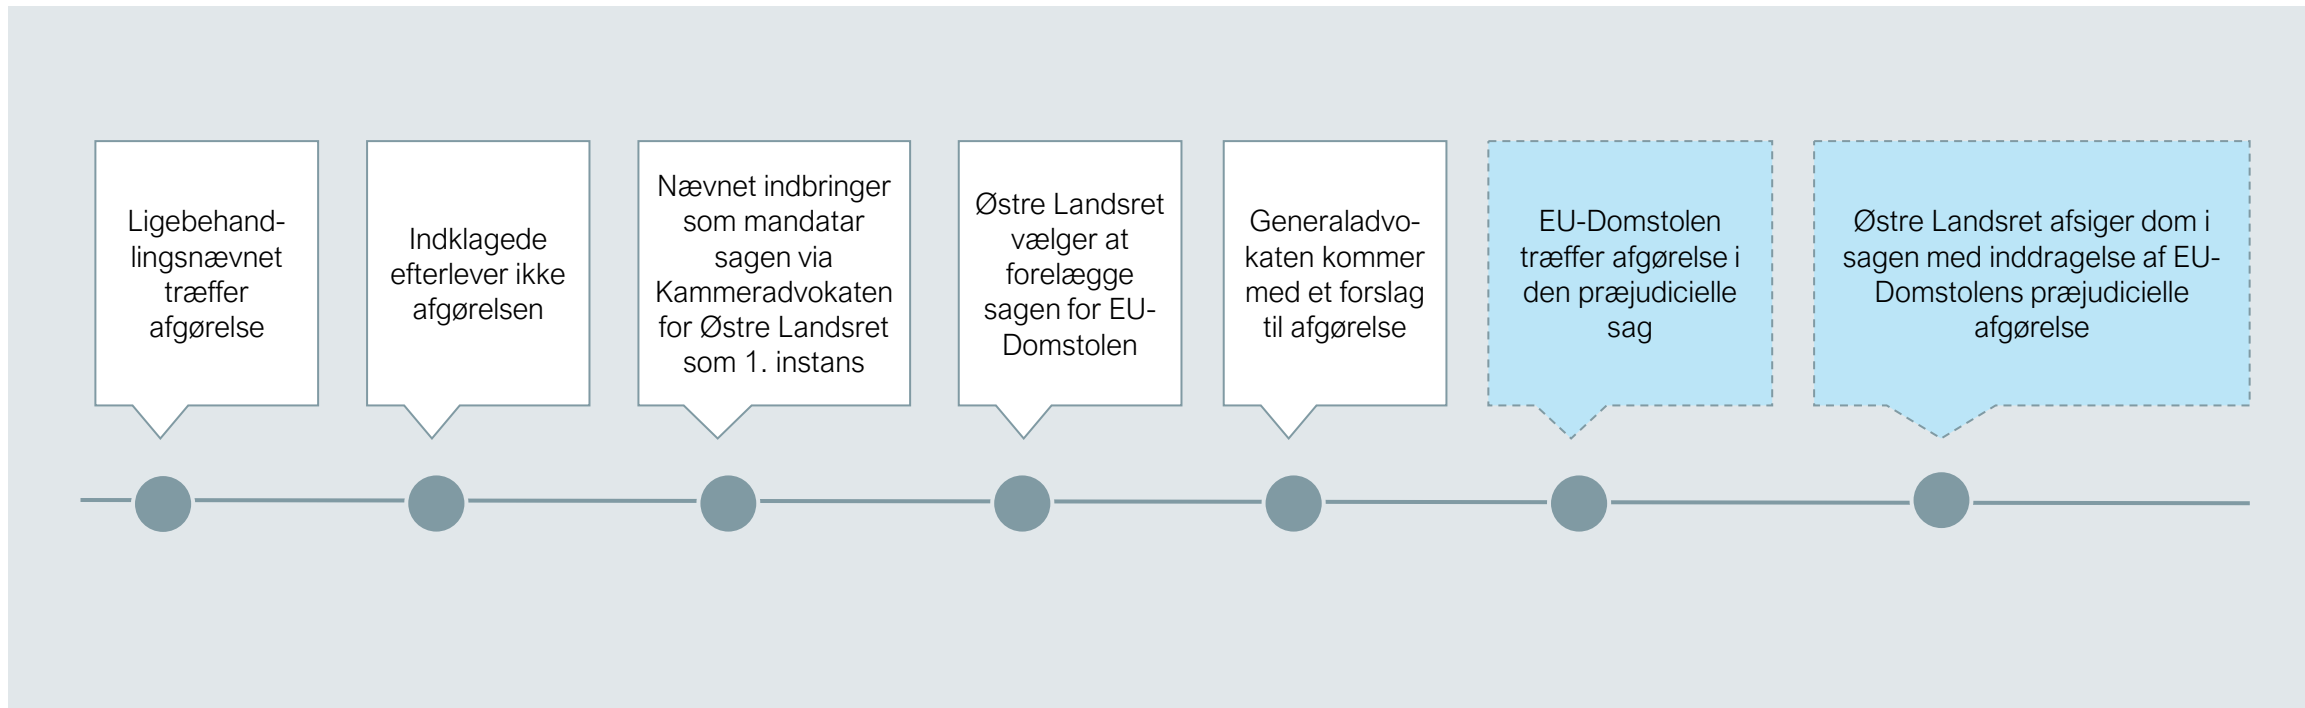 Ligebehand-
lingsnævnet
træffer
afgørelse
Indklagede
efterlever ikke
afgørelsen
Nævnet indbringer
som mandatar
sagen via
Kammeradvokaten
for Østre Landsret
som 1. instans
Østre Landsret
vælger at
forelægge
sagen for EU-
Domstolen
Generaladvo-
katen kommer
med et forslag
til afgørelse
EU-Domstolen
træffer afgørelse i
den præjudicielle
sag
Østre Landsret afsiger dom i
sagen med inddragelse af EU-
Domstolens præjudicielle
afgørelse